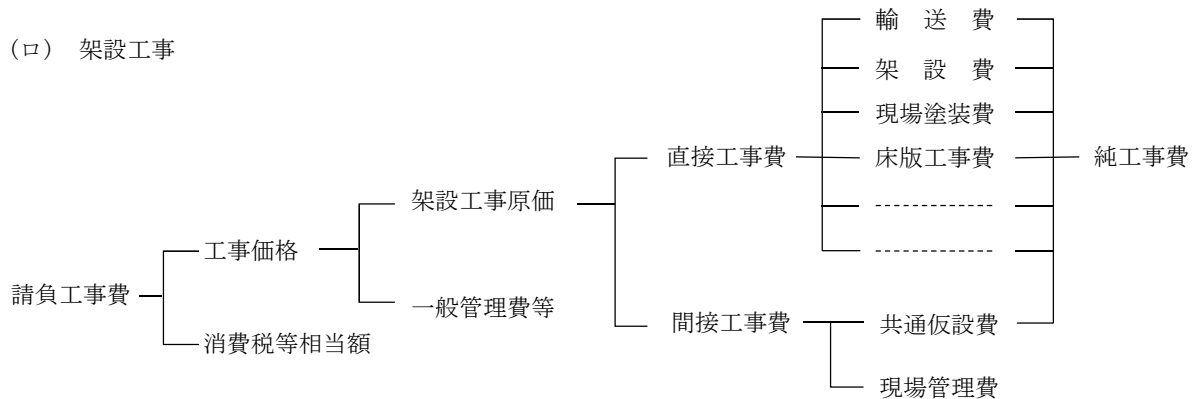 (ロ) 架設工事
輸 送 費
架 設 費
現場塗装費
直接工事費
床版工事費
純工事費
架設工事原価
工事価格
請負工事費
一般管理費等
間接工事費
共通仮設費
消費税等相当額
現場管理費